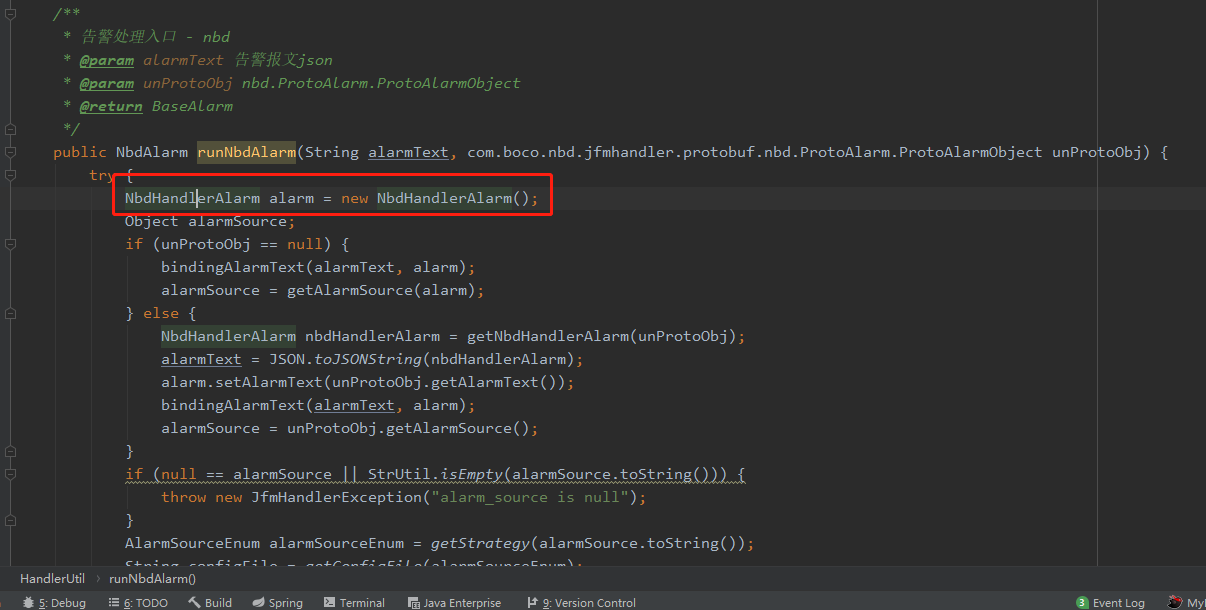 /**
* 告警处理入口 - nbd
* @param alarmText 告警报文json
* @param unProtoObj nbd.ProtoAlarm.ProtoAlarmObject
* @return BaseAlarm
*/
public NbdAlarm runNbdAlarm(String alarmText, com.boco.nbd.jfmhandler.protobuf.nbd.ProtoAlarm.ProtoAlarmObject unProtoObj) {
try {
NbdHandlerAlarm alarm = new NbdHandlerAlarm();
Object alarmSource;
if (unProtoObj == null) {
bindingAlarmText(alarmText, alarm);
alarmSource = getAlarmSource(alarm);
} else {
NbdHandlerAlarm nbdHandlerAlarm = getNbdHandlerAlarm(unProtoObj);
alarmText = JSON.toJSONString(nbdHandlerAlarm);
alarm.setAlarmText(unProtoObj.getAlarmText());
bindingAlarmText(alarmText, alarm);
alarmSource = unProtoObj.getAlarmSource();
}
if (null == alarmSource || StrUtil.isEmpty(alarmSource.toString())) {
throw new JfmHandlerException("alarm_source is null");
}
AlarmSourceEnum alarmSourceEnum = getStrategy(alarmSource.toString());
String configFile = getConfigFile(alarmSourceEnum);
HandlerUtil › runNbdAlarm()
5: Debug 6: TODO Build Spring Terminal Java Enterprise 9: Version Control 3 Event Log My